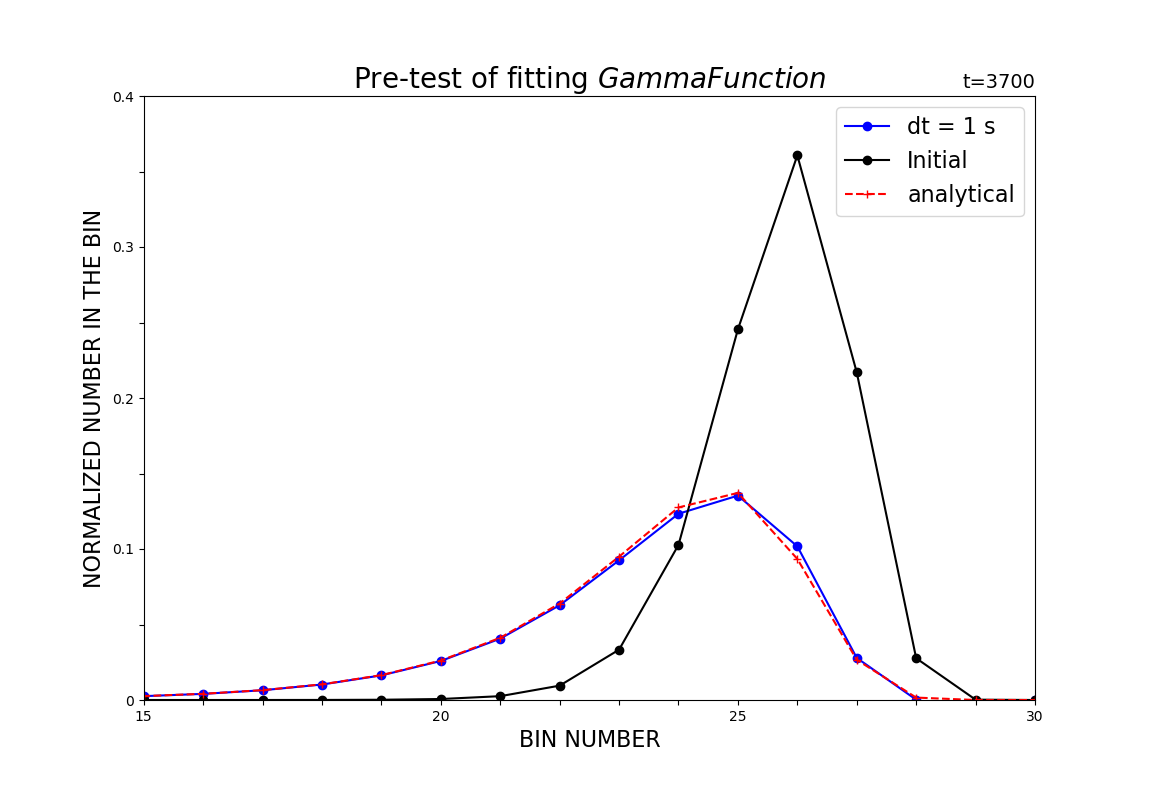 Pre-test of fitting GammaFunction
t=3700
dt = 1 s
Initial
analytical
NORMALIZED NUMBER IN THE BIN
0.4
0.3
0.2
0.1
0
15
20
25
30
BIN NUMBER